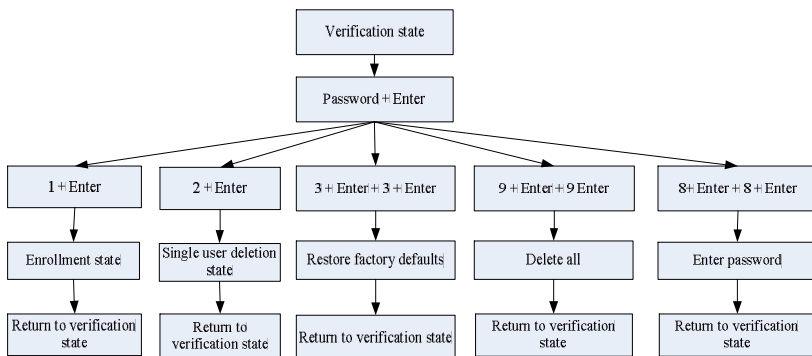 Verification state
Password + Enter
1 + Enter
2 + Enter
3 + Enter + 3 + Enter
9 + Enter + 9 Enter
8+ Enter + 8 + Enter
Enrollment state
Single user deletion
state
Restore factory defaults
Delete all
Enter password
Return to verification
state
Return to
verification state
Return to verification state
Return to verification
state
Return to verification
state